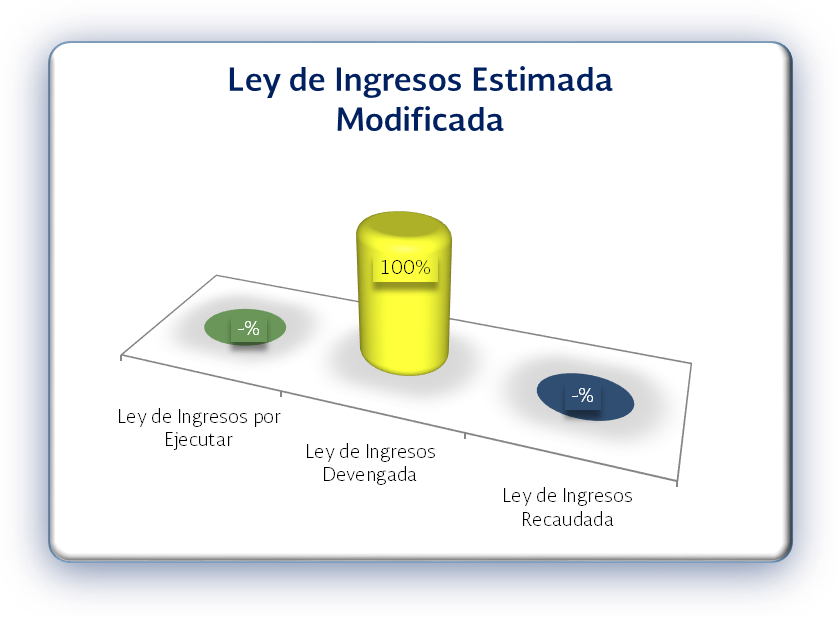 Ley de Ingresos Estimada
Modificada
100%
-%
-%
Ley de Ingresos por
Ejecutar
Ley de Ingresos
Devengada
Ley de Ingresos
Recaudada